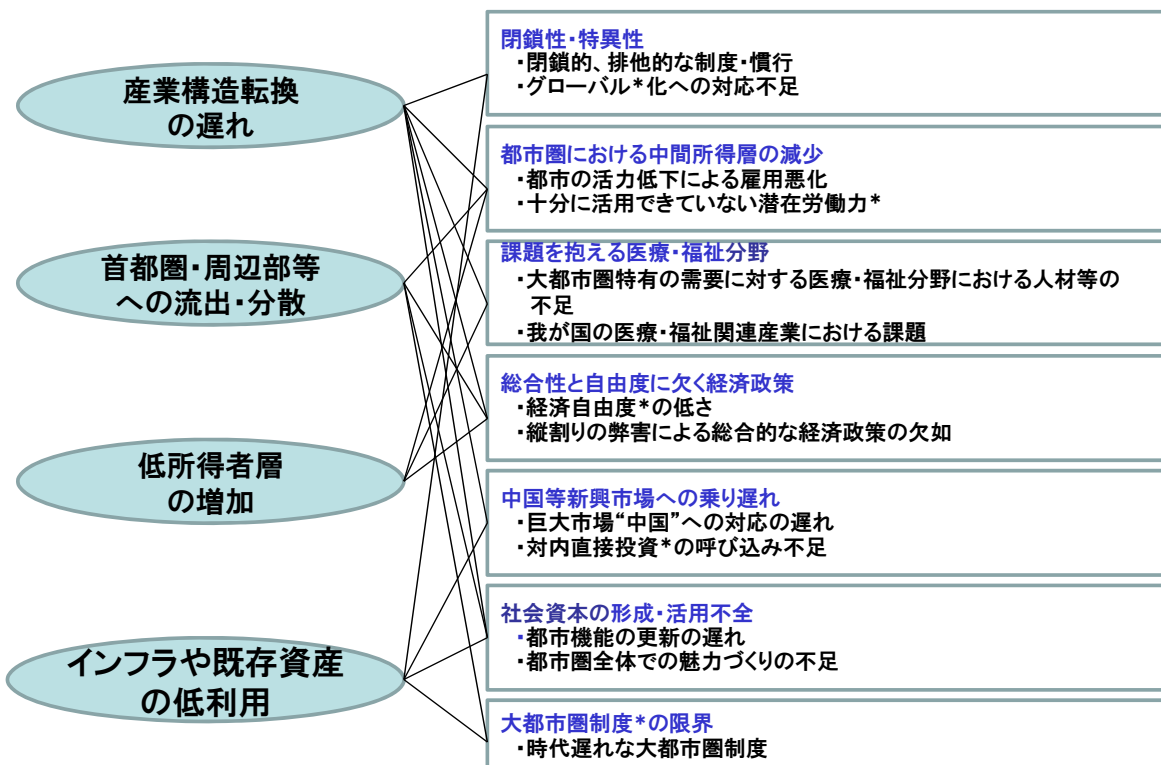 産業構造転換
の遅れ
首都圏・周辺部等
への流出・分散
低所得者層
の増加
インフラや既存資産
の低利用
閉鎖性・特異性
・閉鎖的、排他的な制度・慣行
・グローバル*化への対応不足
都市圏における中間所得層の減少
・都市の活力低下による雇用悪化
・十分に活用できていない潜在労働力*
課題を抱える医療・福祉分野
・大都市圏特有の需要に対する医療・福祉分野における人材等の
不足
・我が国の医療・福祉関連産業における課題
総合性と自由度に欠く経済政策
・経済自由度*の低さ
・縦割りの弊害による総合的な経済政策の欠如
中国等新興市場への乗り遅れ
・巨大市場“中国”への対応の遅れ
・対内直接投資*の呼び込み不足
社会資本の形成・活用不全
・都市機能の更新の遅れ
・都市圏全体での魅力づくりの不足
大都市圏制度*の限界
・時代遅れな大都市圏制度